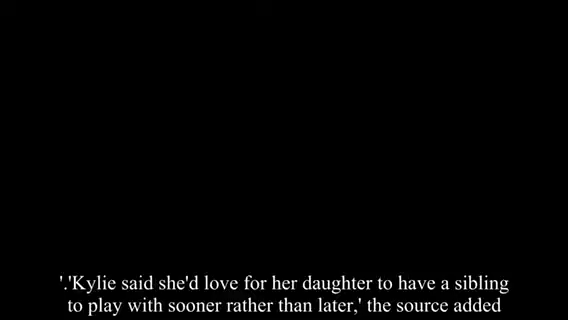 '.'Kylie said she'd love for her daughter to have a sibling
to play with sooner rather than later,' the source added